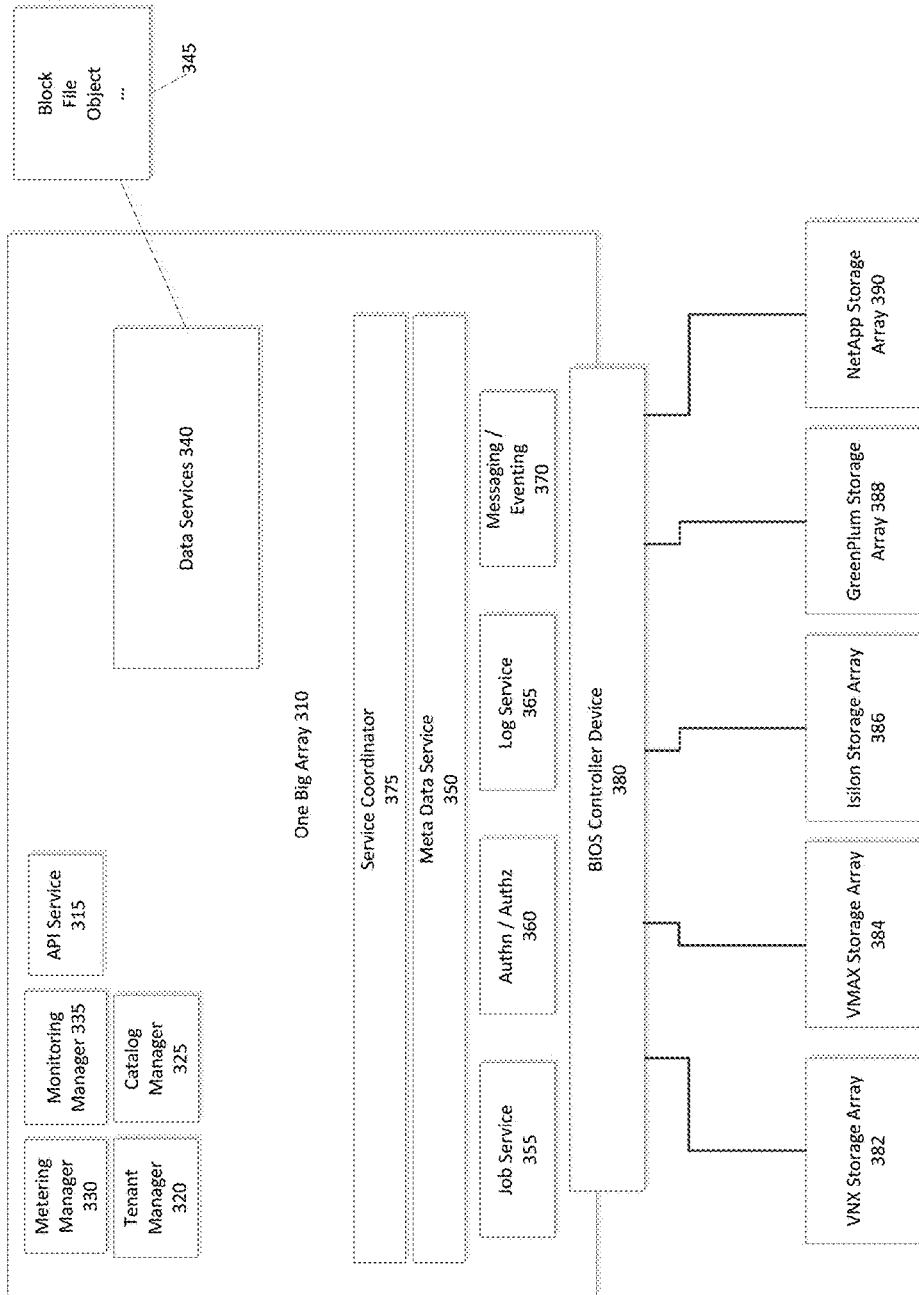 Metering
Manager
330
Monitoring
Manager 335
API Service
315
Tenant
Manager
320
Catalog
Manager
325
Data Services 340
Block
File
Object
...
345
One Big Array 310
Service Coordinator
375
Meta Data Service
350
Job Service
355
Authn / Authz
360
Log Service
365
Messaging /
Eventing
370
BIOS Controller Device
380
VNX Storage Array
382
VMAX Storage Array
384
Isilon Storage Array
386
GreenPlum Storage
Array 388
NetApp Storage
Array 390